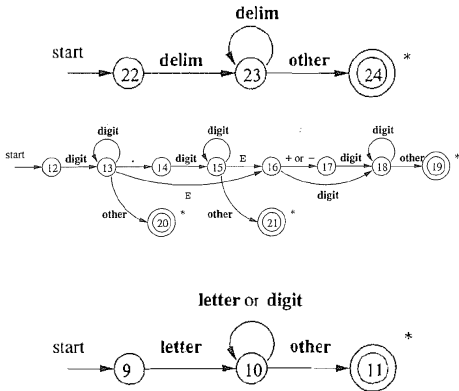 delim
start delim other *
22 23 24
digit digit digit
start digit . digit E + or − digit other
12 13 14 15 16 17 18 19 *
E digit
other * other *
20 21
letter or digit
start letter other *
9 10 11